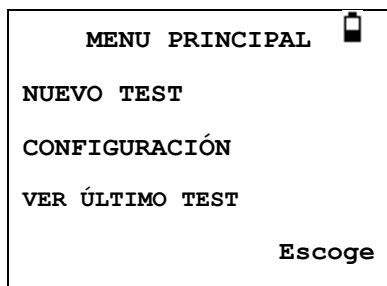 MENU PRINCIPAL
NUEVO TEST
CONFIGURACIÓN
VER ÚLTIMO TEST
Escoge